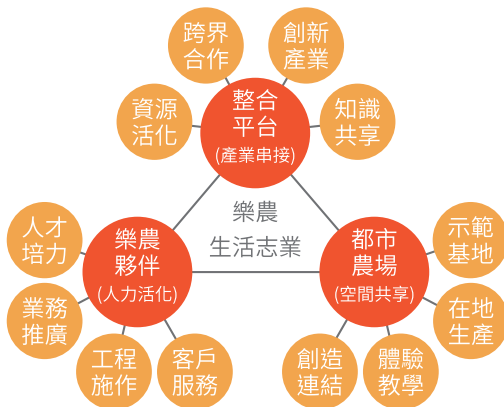 跨界
合作
創新
產業
資源
活化
整合
平台
(產業串接)
知識
共享
樂農
生活志業
人才
培力
樂農
夥伴
(人力活化)
業務
推廣
工程
施作
客戶
服務
都市
農場
(空間共享)
示範
基地
在地
生產
創造
連結
體驗
教學